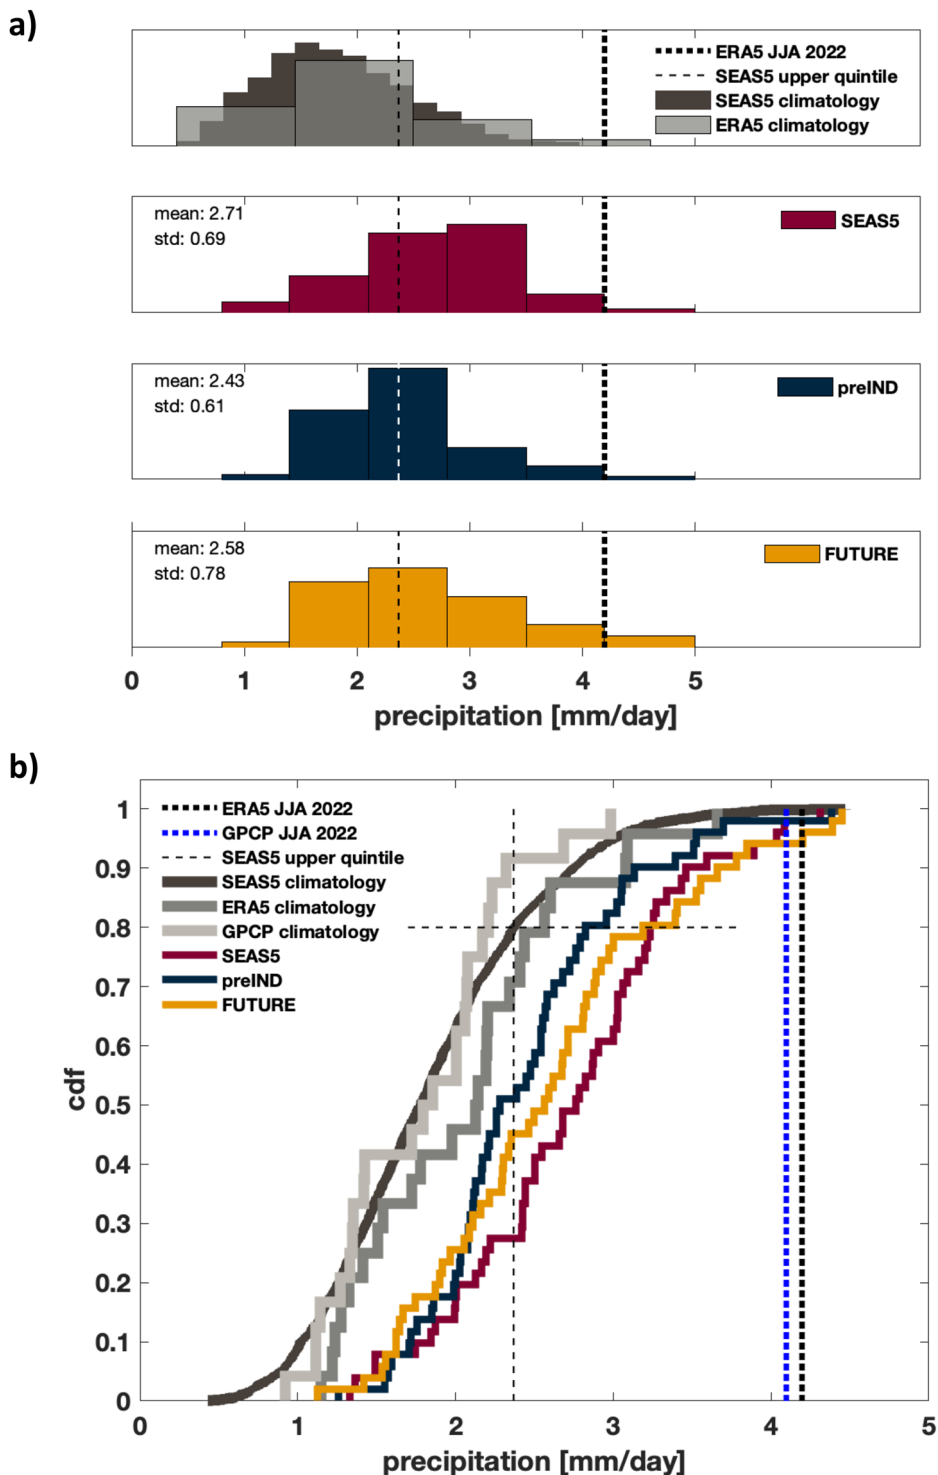 a)
ERA5 JJA 2022
SEAS5 upper quintile
SEAS5 climatology
ERA5 climatology
mean: 2.71
std: 0.69
SEAS5
mean: 2.43
std: 0.61
preIND
mean: 2.58
std: 0.78
FUTURE
0 1 2 3 4 5
precipitation [mm/day]
b)
ERA5 JJA 2022
GPCP JJA 2022
SEAS5 upper quintile
SEAS5 climatology
ERA5 climatology
GPCP climatology
SEAS5
preIND
FUTURE
1
0.9
0.8
0.7
0.6
0.5
0.4
0.3
0.2
0.1
0
cdf
0 1 2 3 4 5
precipitation [mm/day]